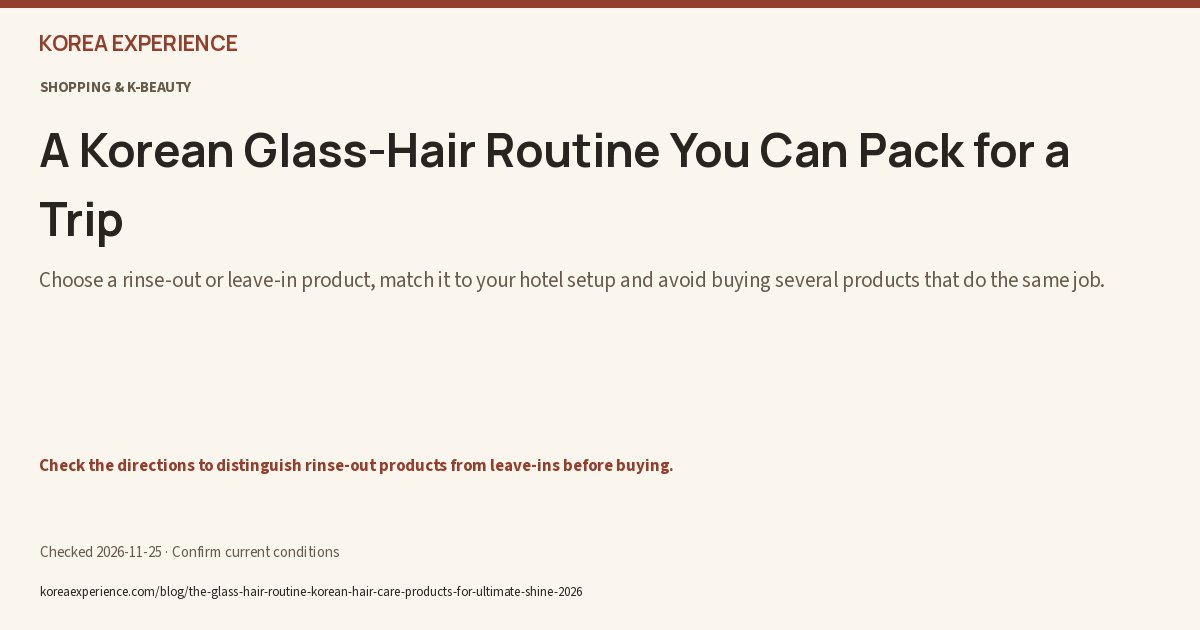 KOREA EXPERIENCE
SHOPPING & K-BEAUTY
A Korean Glass-Hair Routine You Can Pack for a
Trip
Choose a rinse-out or leave-in product, match it to your hotel setup and avoid buying several products that do the same job.
Check the directions to distinguish rinse-out products from leave-ins before buying.
Checked 2026-11-25 · Confirm current conditions
koreaexperience.com/blog/the-glass-hair-routine-korean-hair-care-products-for-ultimate-shine-2026